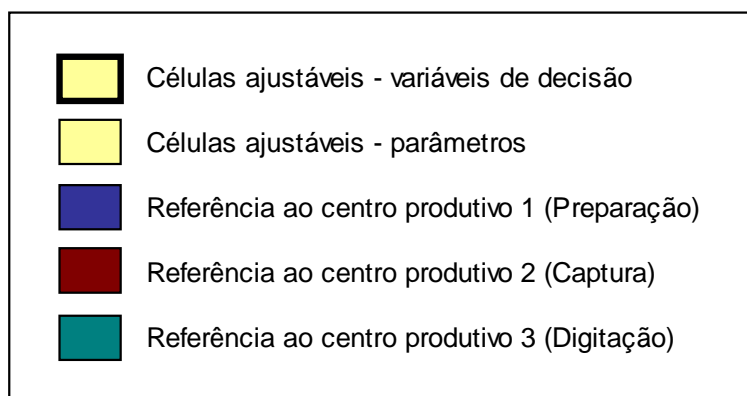 Células ajustáveis - variáveis de decisão
Células ajustáveis - parâmetros
Referência ao centro produtivo 1 (Preparação)
Referência ao centro produtivo 2 (Captura)
Referência ao centro produtivo 3 (Digitação)